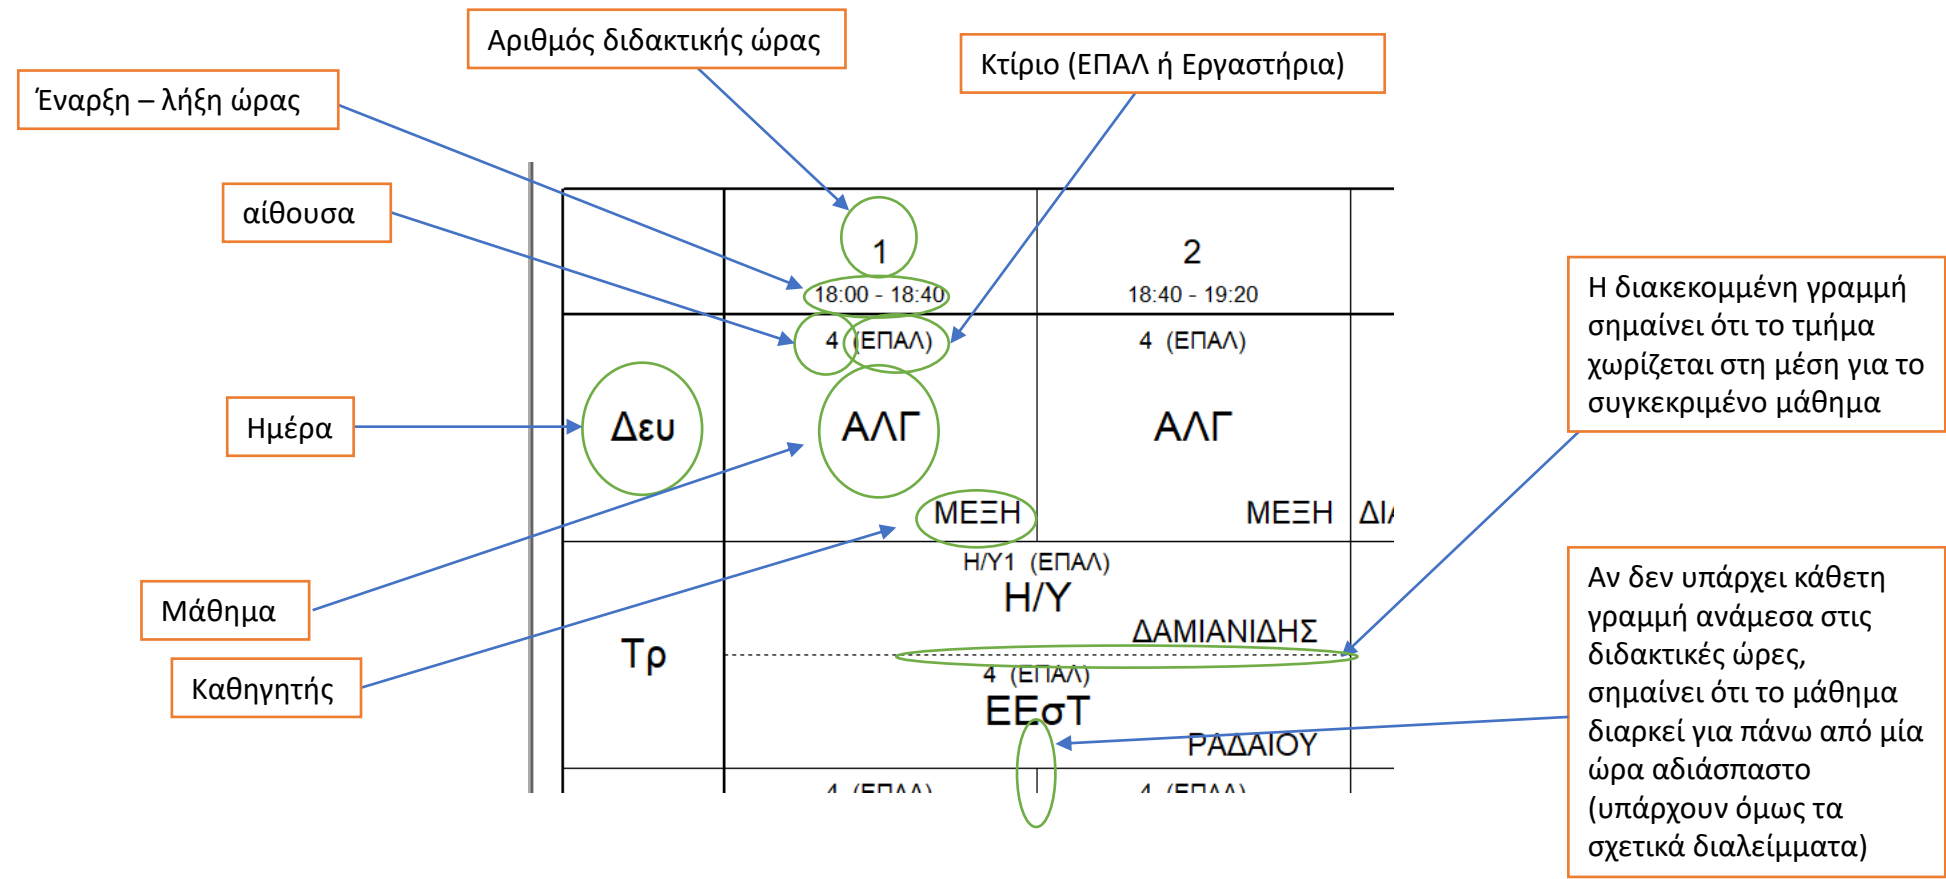 Αριθμός διδακτικής ώρας
Κτίριο (ΕΠΑΛ ή Εργαστήρια)
Έναρξη – λήξη ώρας
αίθουσα
1
2
18:00 - 18:40
18:40 - 19:20
4 (ΕΠΑΛ)
4 (ΕΠΑΛ)
Η διακεκομμένη γραμμή
σημαίνει ότι το τμήμα
χωρίζεται στη μέση για το
συγκεκριμένο μάθημα
Ημέρα
Δευ
ΑΛΓ
ΑΛΓ
ΜΕΞΗ
ΜΕΞΗ
Η/Υ1 (ΕΠΑΛ)
Η/Υ
ΔΑΜΙΑΝΙΔΗΣ
Μάθημα
Τρ
Καθηγητής
4 (ΕΠΑΛ)
ΕΕσΤ
ΡΑΔΑΙΟΥ
4 (ΕΠΑΛ)
4 (ΕΠΑΛ)
Αν δεν υπάρχει κάθετη
γραμμή ανάμεσα στις
διδακτικές ώρες,
σημαίνει ότι το μάθημα
διαρκεί για πάνω από μία
ώρα αδιάσπαστο
(υπάρχουν όμως τα
σχετικά διαλείμματα)